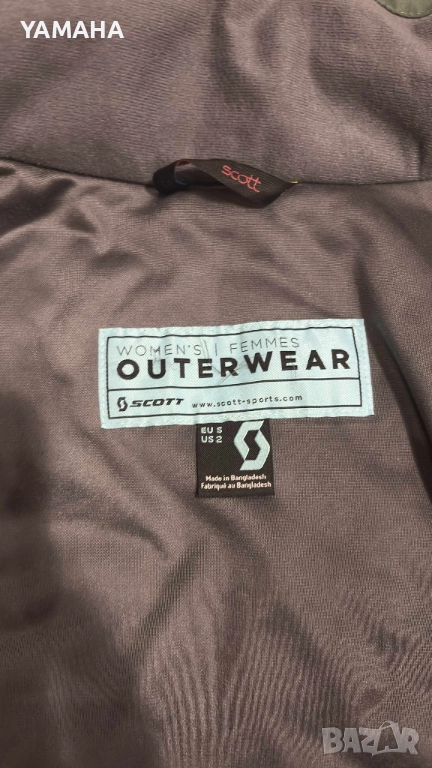 YAMAHA
scott
WOMEN'S | FEMMES
OUTERWEAR
SCOTT www.scott-sports.com
EU S
US 2
Made in Bangladesh
Fabriqué au Bangladesh
BAZAR